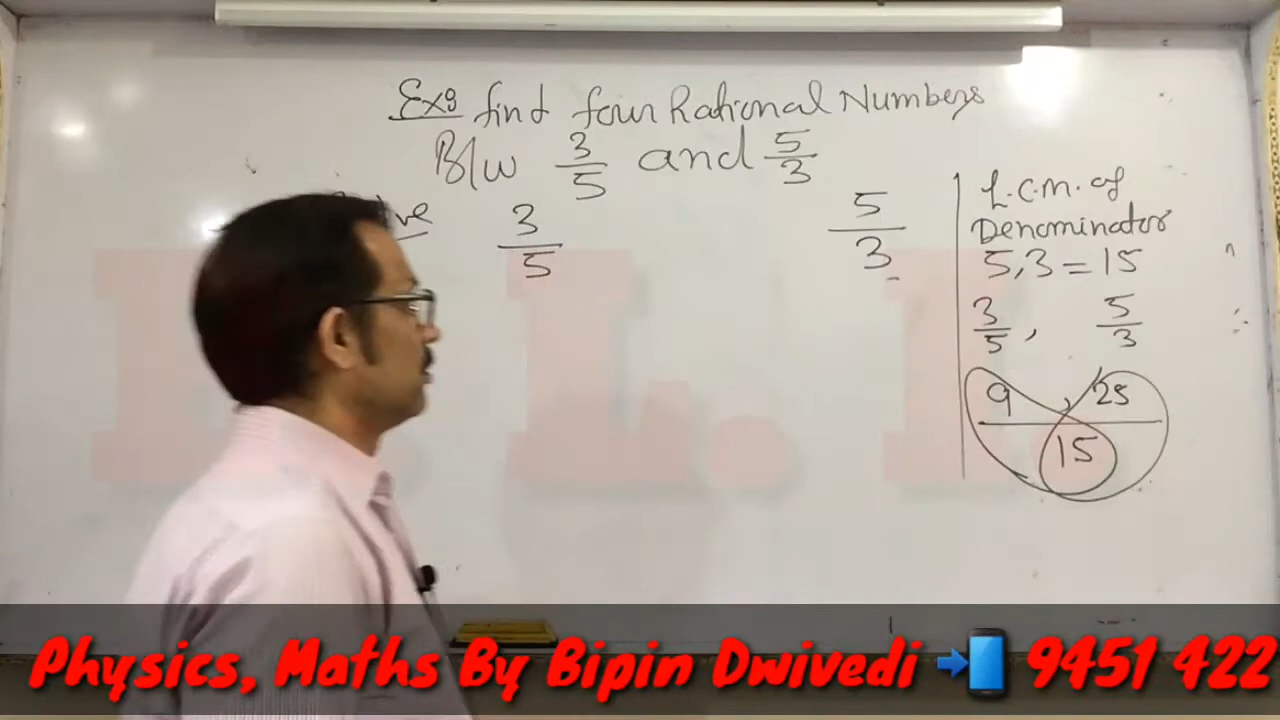 Ex9 find four Rational Numbers
B/w 3/5 and 5/3
3/5 5/3
L.C.M. of
Denominator
5,3 = 15
3/5, 5/3
9, 25
15
Physics, Maths By Bipin Dwivedi 📲 9451 422